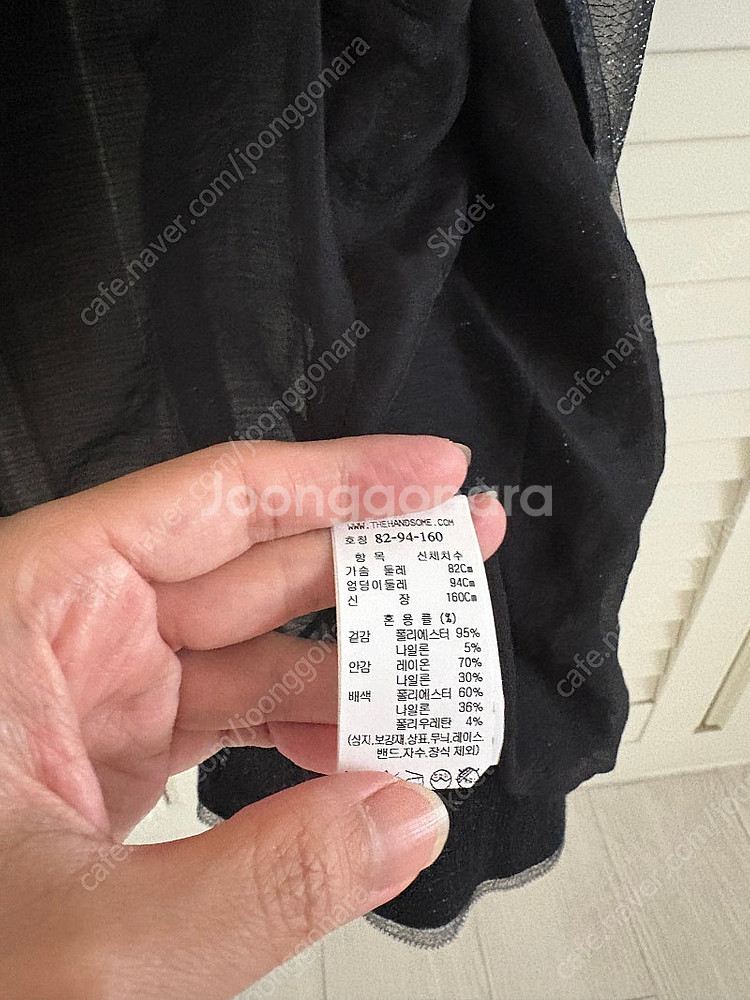 cafe.naver.com/joonggonara
Skdet
Joonggonara
WWW.THEHANDSOME.COM
호칭 82-94-160
항 목 신체치수
가슴 둘레 82Cm
엉덩이둘레 94Cm
신 장 160Cm
혼 용 률 (%)
겉감 폴리에스터 95%
나일론 5%
안감 레이온 70%
나일론 30%
배색 폴리에스터 60%
나일론 36%
폴리우레탄 4%
(심지,보강재,상표,무늬,레이스
밴드,자수,장식 제외)